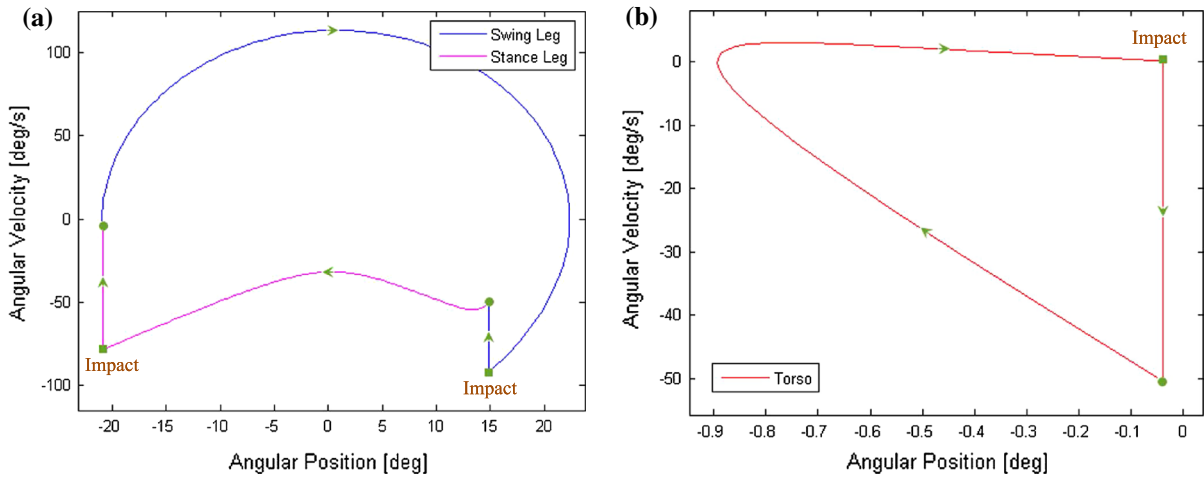 (a)
Angular Velocity [deg/s]
100
50
0
-50
-100
Swing Leg
Stance Leg
Impact
Impact
-20
-15
-10
-5
0
5
10
15
20
Angular Position [deg]
(b)
Angular Velocity [deg/s]
0
-10
-20
-30
-40
-50
Impact
Torso
-0.9
-0.8
-0.7
-0.6
-0.5
-0.4
-0.3
-0.2
-0.1
0
Angular Position [deg]